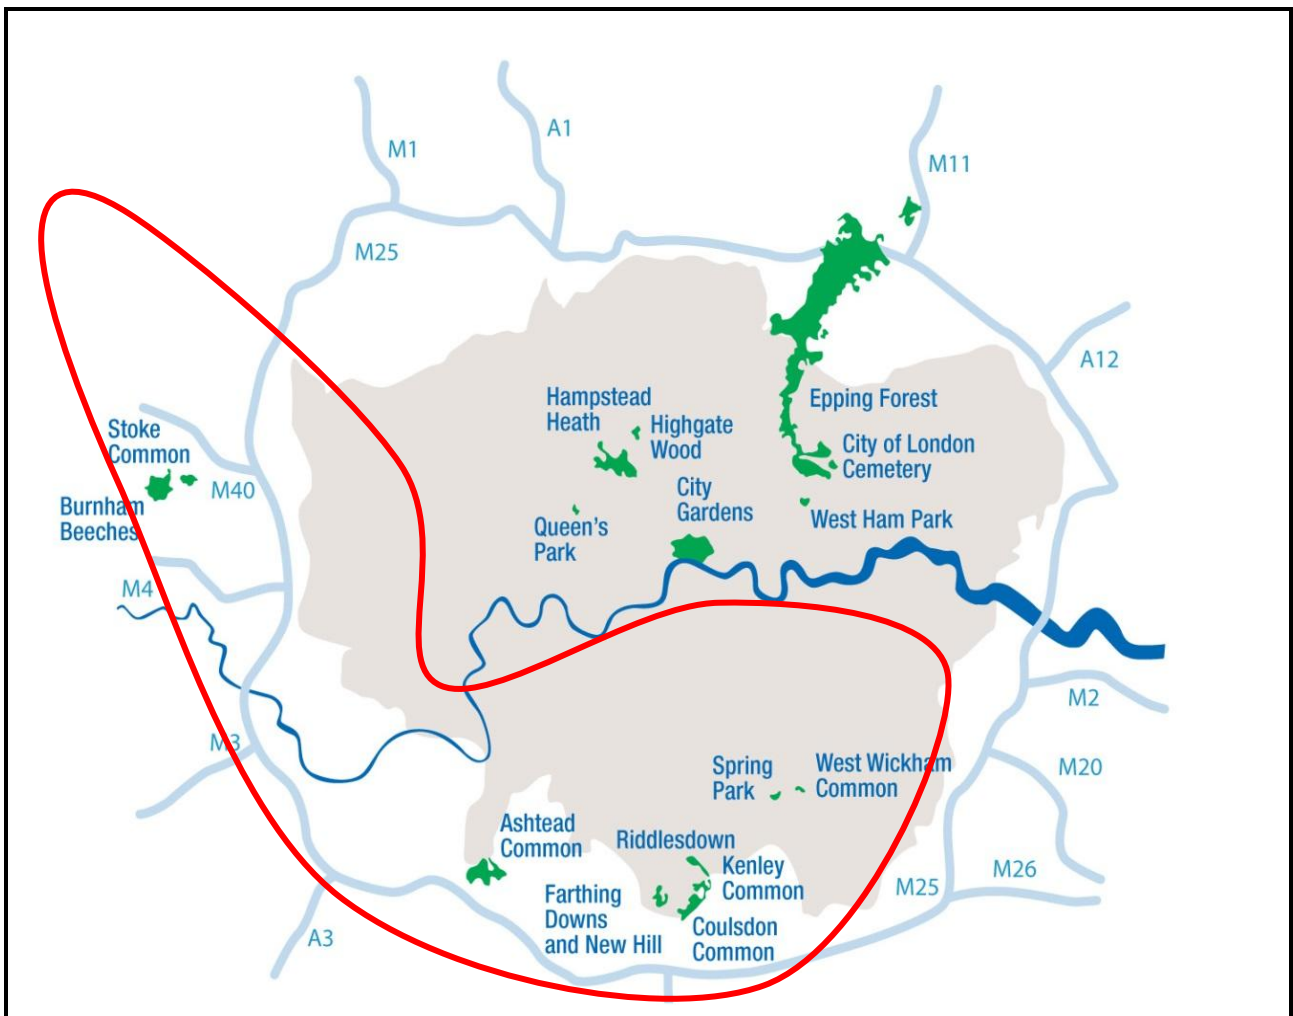 M1
A1
M11
M25
A12
Hampstead
Heath
Highgate
Wood
Epping Forest
Stoke
Common
City of London
Cemetery
M40
City
Gardens
Burnham
Beeches
Queen's
Park
West Ham Park
M4
M2
M3
Spring
Park
West Wickham
Common
M20
Ashtead
Common
Riddlesdown
Kenley
Common
M25
M26
Farthing
Downs
and New Hill
Coulsdon
Common
A3